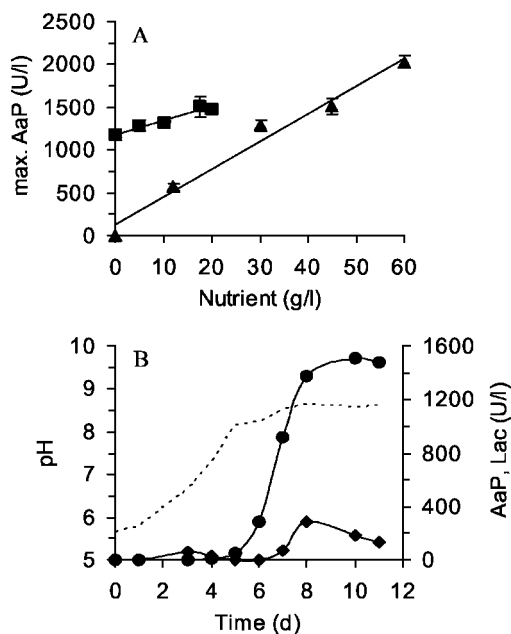 A
max. AaP (U/l)
2500
2000
1500
1000
500
0
0 10 20 30 40 50 60
Nutrient (g/l)
B
pH
10
9
8
7
6
5
1600
1200
800
400
0
AaP, Lac (U/l)
0 2 4 6 8 10 12
Time (d)